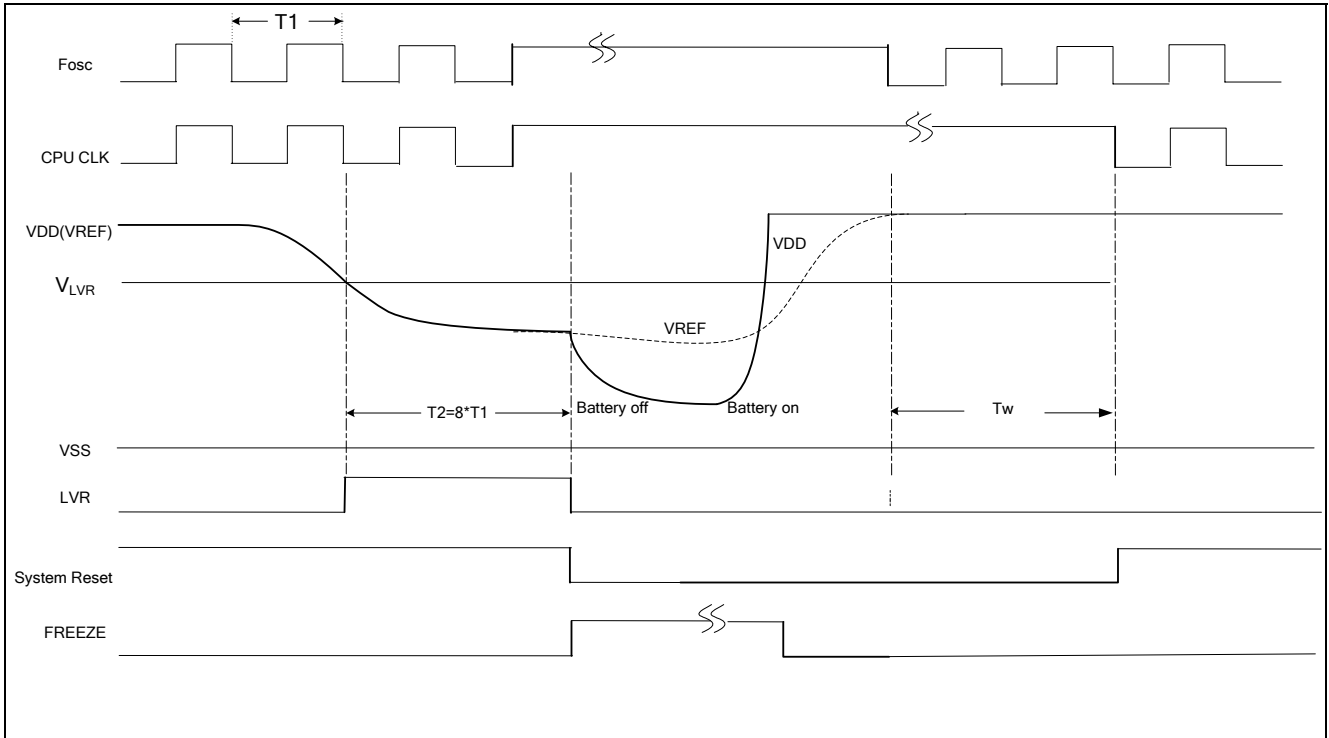 T1
Fosc
CPU CLK
VDD(VREF)
VDD
VLVR
VREF
T2=8*T1
Battery off
Battery on
Tw
VSS
LVR
System Reset
FREEZE